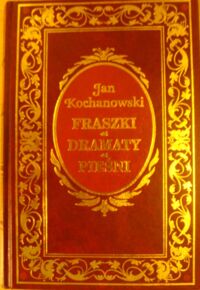 Jan
Kochanowski
FRASZKI
DRAMATY
PIEŚNI